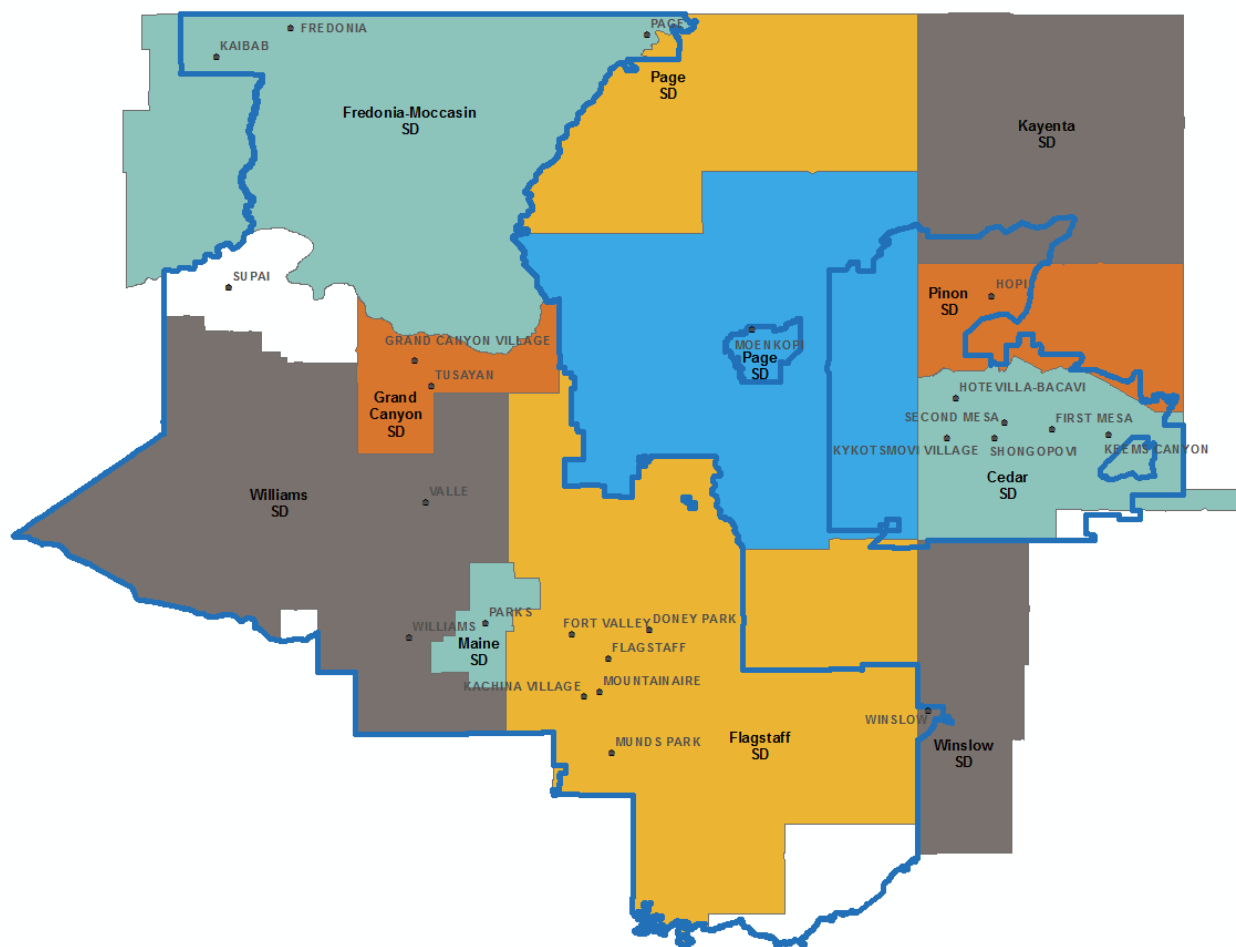 FREDONIA
PAGE
KAIBAB
Page
SD
Fredonia-Moccasin
SD
Kayenta
SD
SUPAI
HOPI
Pinon
SD
GRAND CANYON VILLAGE
MOENKOPI
Page
SD
TUSAYAN
Grand
Canyon
SD
HOTEVILLA-BACAVI
SECOND MESA
FIRST MESA
KYKOTSMOVI VILLAGE
SHONGOPOVI
KEEMS CANYON
Cedar
SD
Williams
SD
VALLE
PARKS
WILLIAMS
Maine
SD
FORT VALLEY
DONEY PARK
FLAGSTAFF
KACHINA VILLAGE
MOUNTAINAIRE
WINSLOW
MUNDS PARK
Flagstaff
SD
Winslow
SD